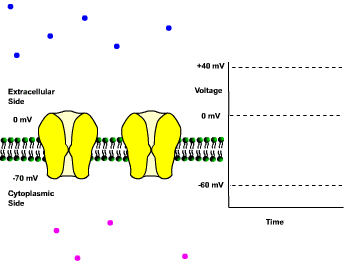 Extracellular
Side
0 mV
-70 mV
Cytoplasmic
Side
+40 mV
Voltage
0 mV
-60 mV
Time